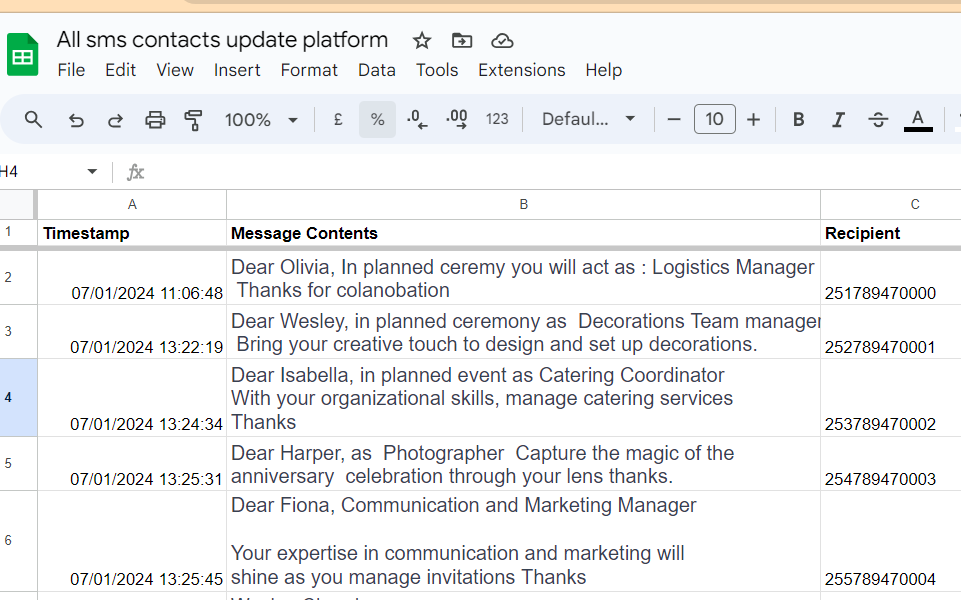 All sms contacts update platform
File Edit View Insert Format Data Tools Extensions Help
100% £ % .0 .00 123 Defaul... 10 B I S A
H4 fx
A B C
1 Timestamp Message Contents Recipient
2 07/01/2024 11:06:48 Dear Olivia, In planned ceremy you will act as : Logistics Manager
Thanks for colanobation 251789470000
3 07/01/2024 13:22:19 Dear Wesley, in planned ceremony as Decorations Team manager
Bring your creative touch to design and set up decorations. 252789470001
4 07/01/2024 13:24:34 Dear Isabella, in planned event as Catering Coordinator
With your organizational skills, manage catering services
Thanks 253789470002
5 07/01/2024 13:25:31 Dear Harper, as Photographer Capture the magic of the
anniversary celebration through your lens thanks. 254789470003
6 07/01/2024 13:25:45 Dear Fiona, Communication and Marketing Manager
Your expertise in communication and marketing will
shine as you manage invitations Thanks 255789470004